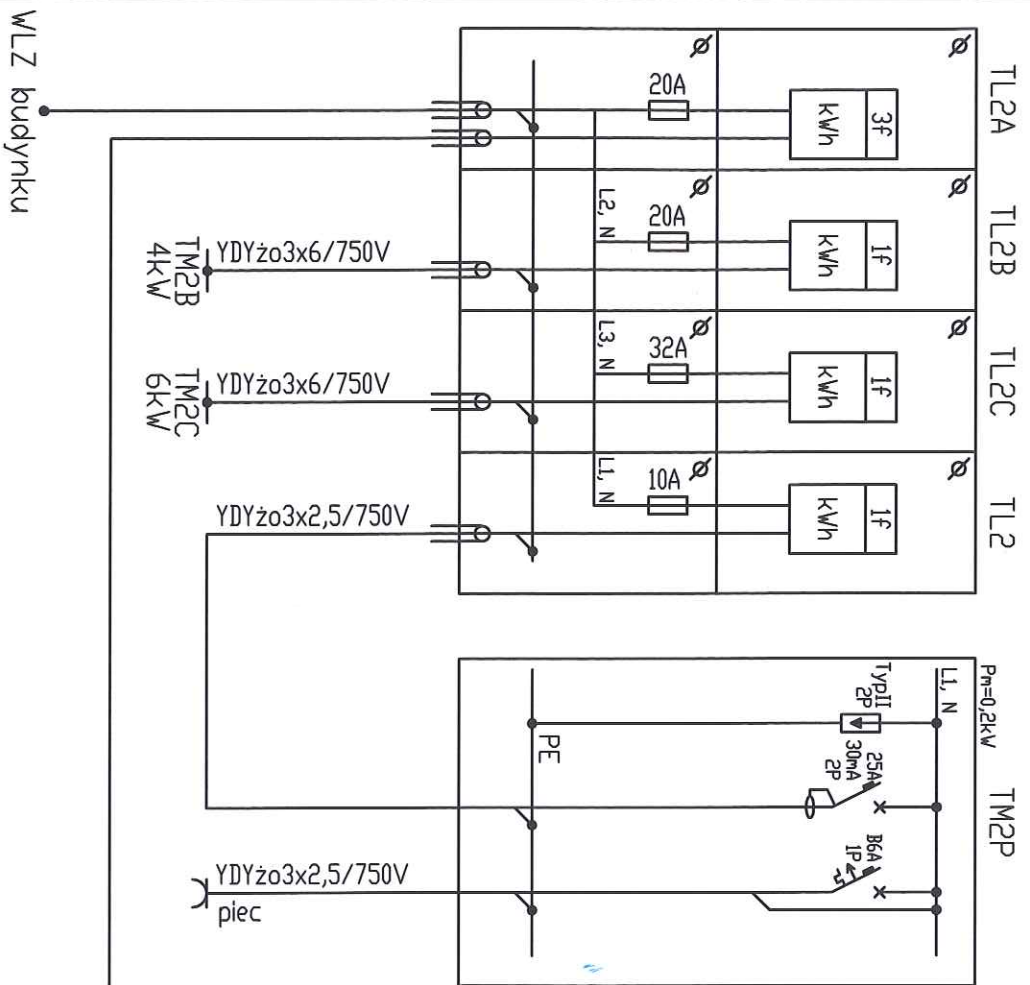 WLZ budynku
TL2A
3f
kWh
20A
TL2B
1f
kWh
20A
L2, N
YDYżo3x6/750V
TM2B
4kW
TL2C
1f
kWh
32A
L3, N
YDYżo3x6/750V
TM2C
6kW
TL2
1f
kWh
10A
L1, N
YDYżo3x2,5/750V
TM2P
Pm=0,2kW
L1, N
TypII
2P
25A
30mA
2P
B6A
1P
PE
YDYżo3x2,5/750V
piec